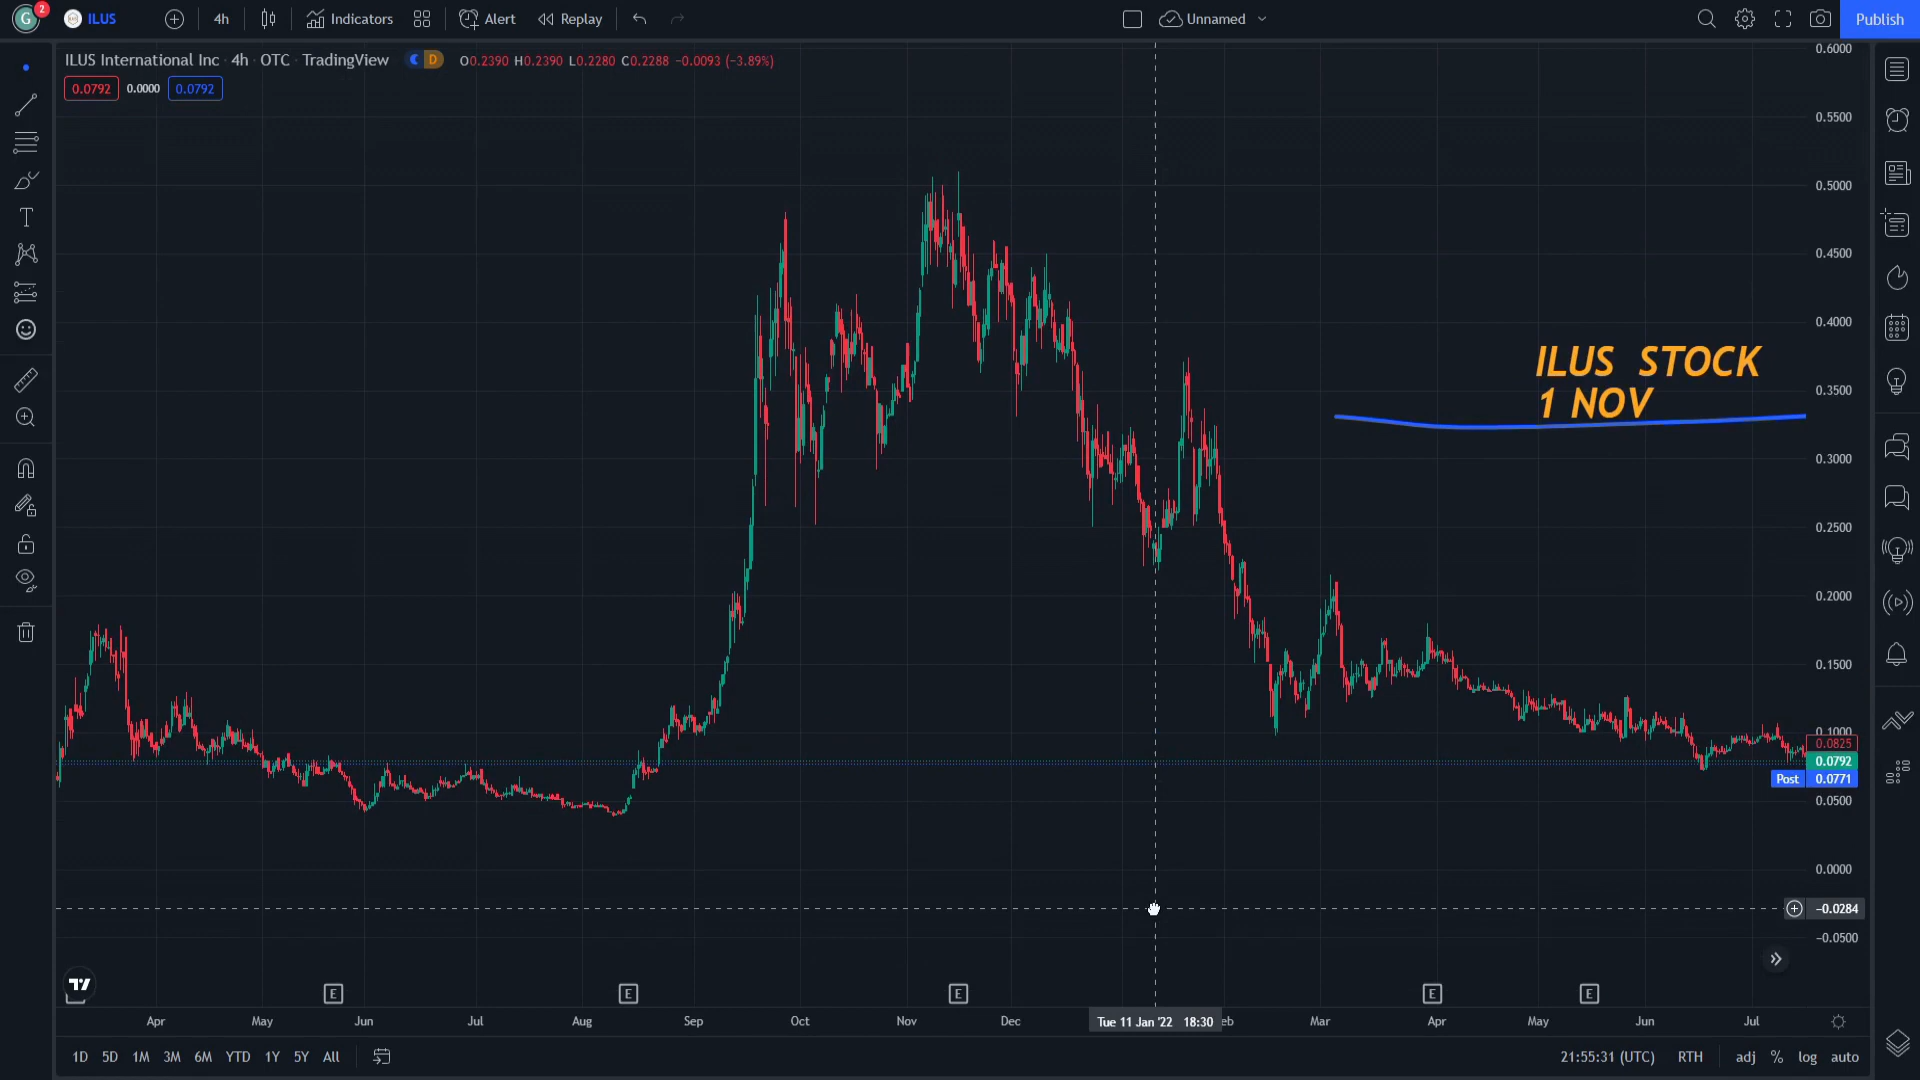 G 2 ILUS 4h Indicators Alert Replay Unnamed Publish
ILUS International Inc · 4h · OTC · TradingView D O0.2390 H0.2390 L0.2280 C0.2288 −0.0093 (−3.89%)
0.0792 0.0000 0.0792
0.6000
0.5500
0.5000
0.4500
0.4000
ILUS STOCK
1 NOV
0.3500
0.3000
0.2500
0.2000
0.1500
0.1000
0.0825
0.0792
Post 0.0771
0.0500
0.0000
−0.0284
−0.0500
E E E E E
Apr May Jun Jul Aug Sep Oct Nov Dec Tue 11 Jan '22 18:30 eb Mar Apr May Jun Jul
1D 5D 1M 3M 6M YTD 1Y 5Y All 21:55:31 (UTC) RTH adj % log auto